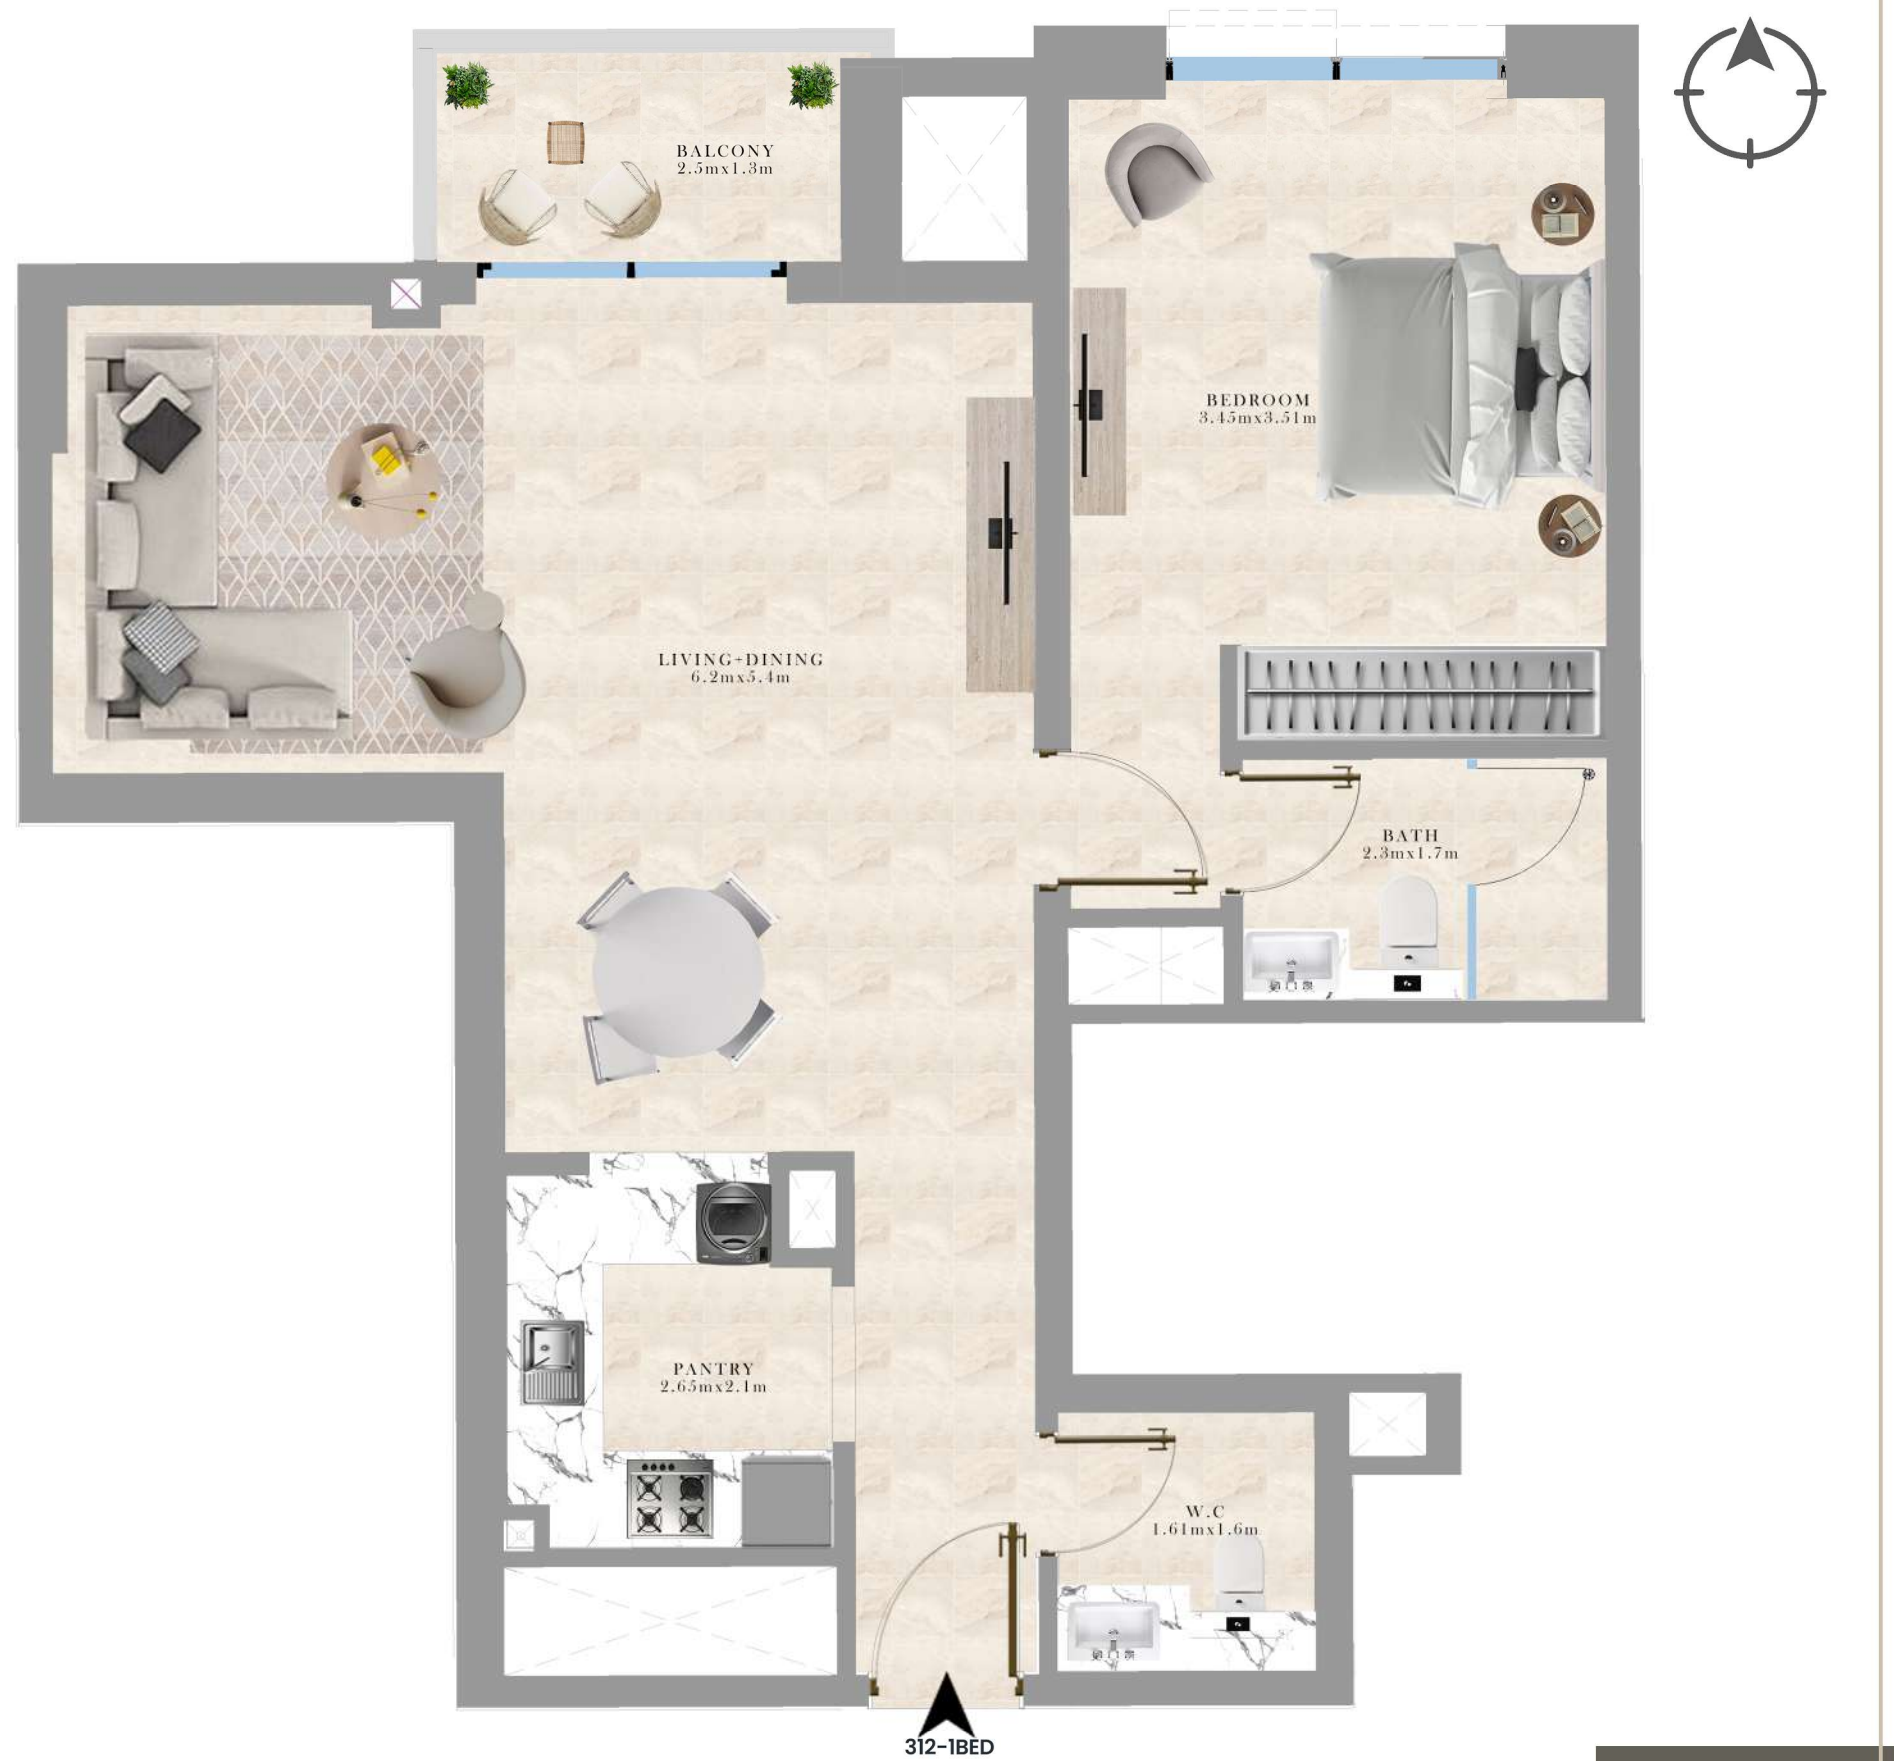 BALCONY
2.5mx1.3m
BEDROOM
3.45mx3.51m
LIVING+DINING
6.2mx5.4m
BATH
2.3mx1.7m
PANTRY
2.65mx2.1m
W.C
1.61mx1.6m
312-1BED